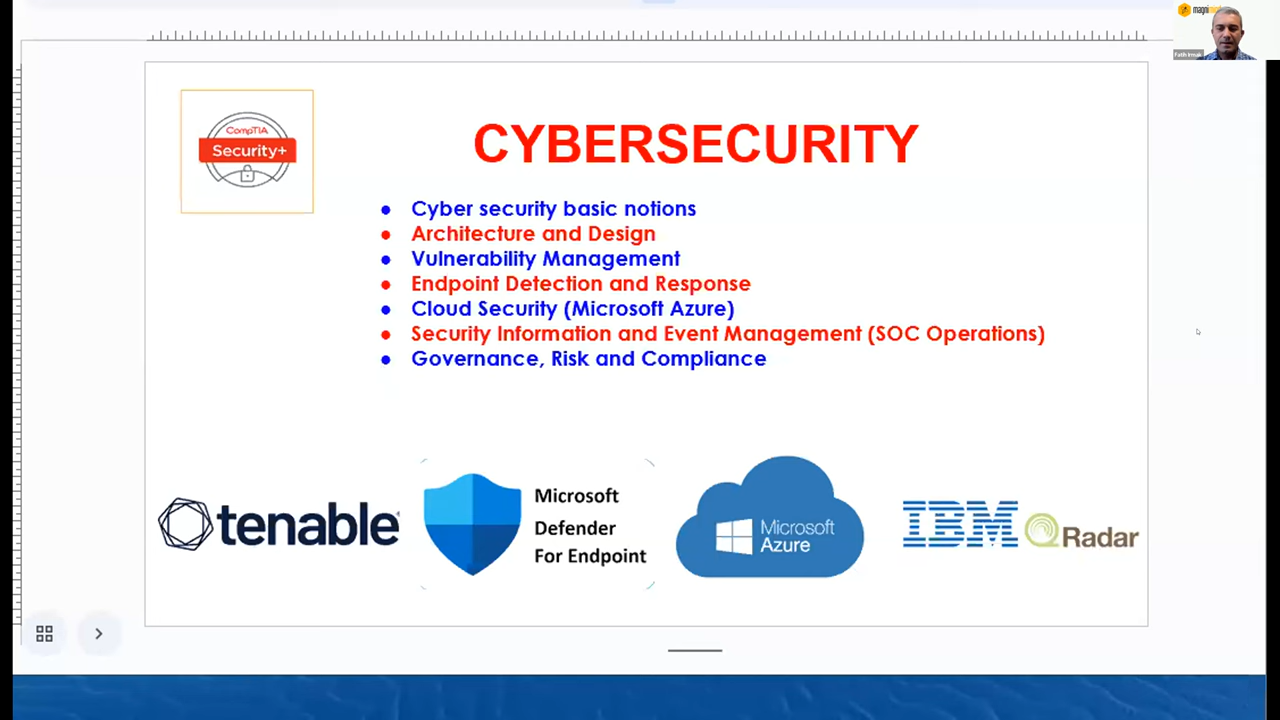 CompTIA
Security+
CYBERSECURITY
● Cyber security basic notions
● Architecture and Design
● Vulnerability Management
● Endpoint Detection and Response
● Cloud Security (Microsoft Azure)
● Security Information and Event Management (SOC Operations)
● Governance, Risk and Compliance
tenable
Microsoft
Defender
For Endpoint
Microsoft
Azure
IBM QRadar